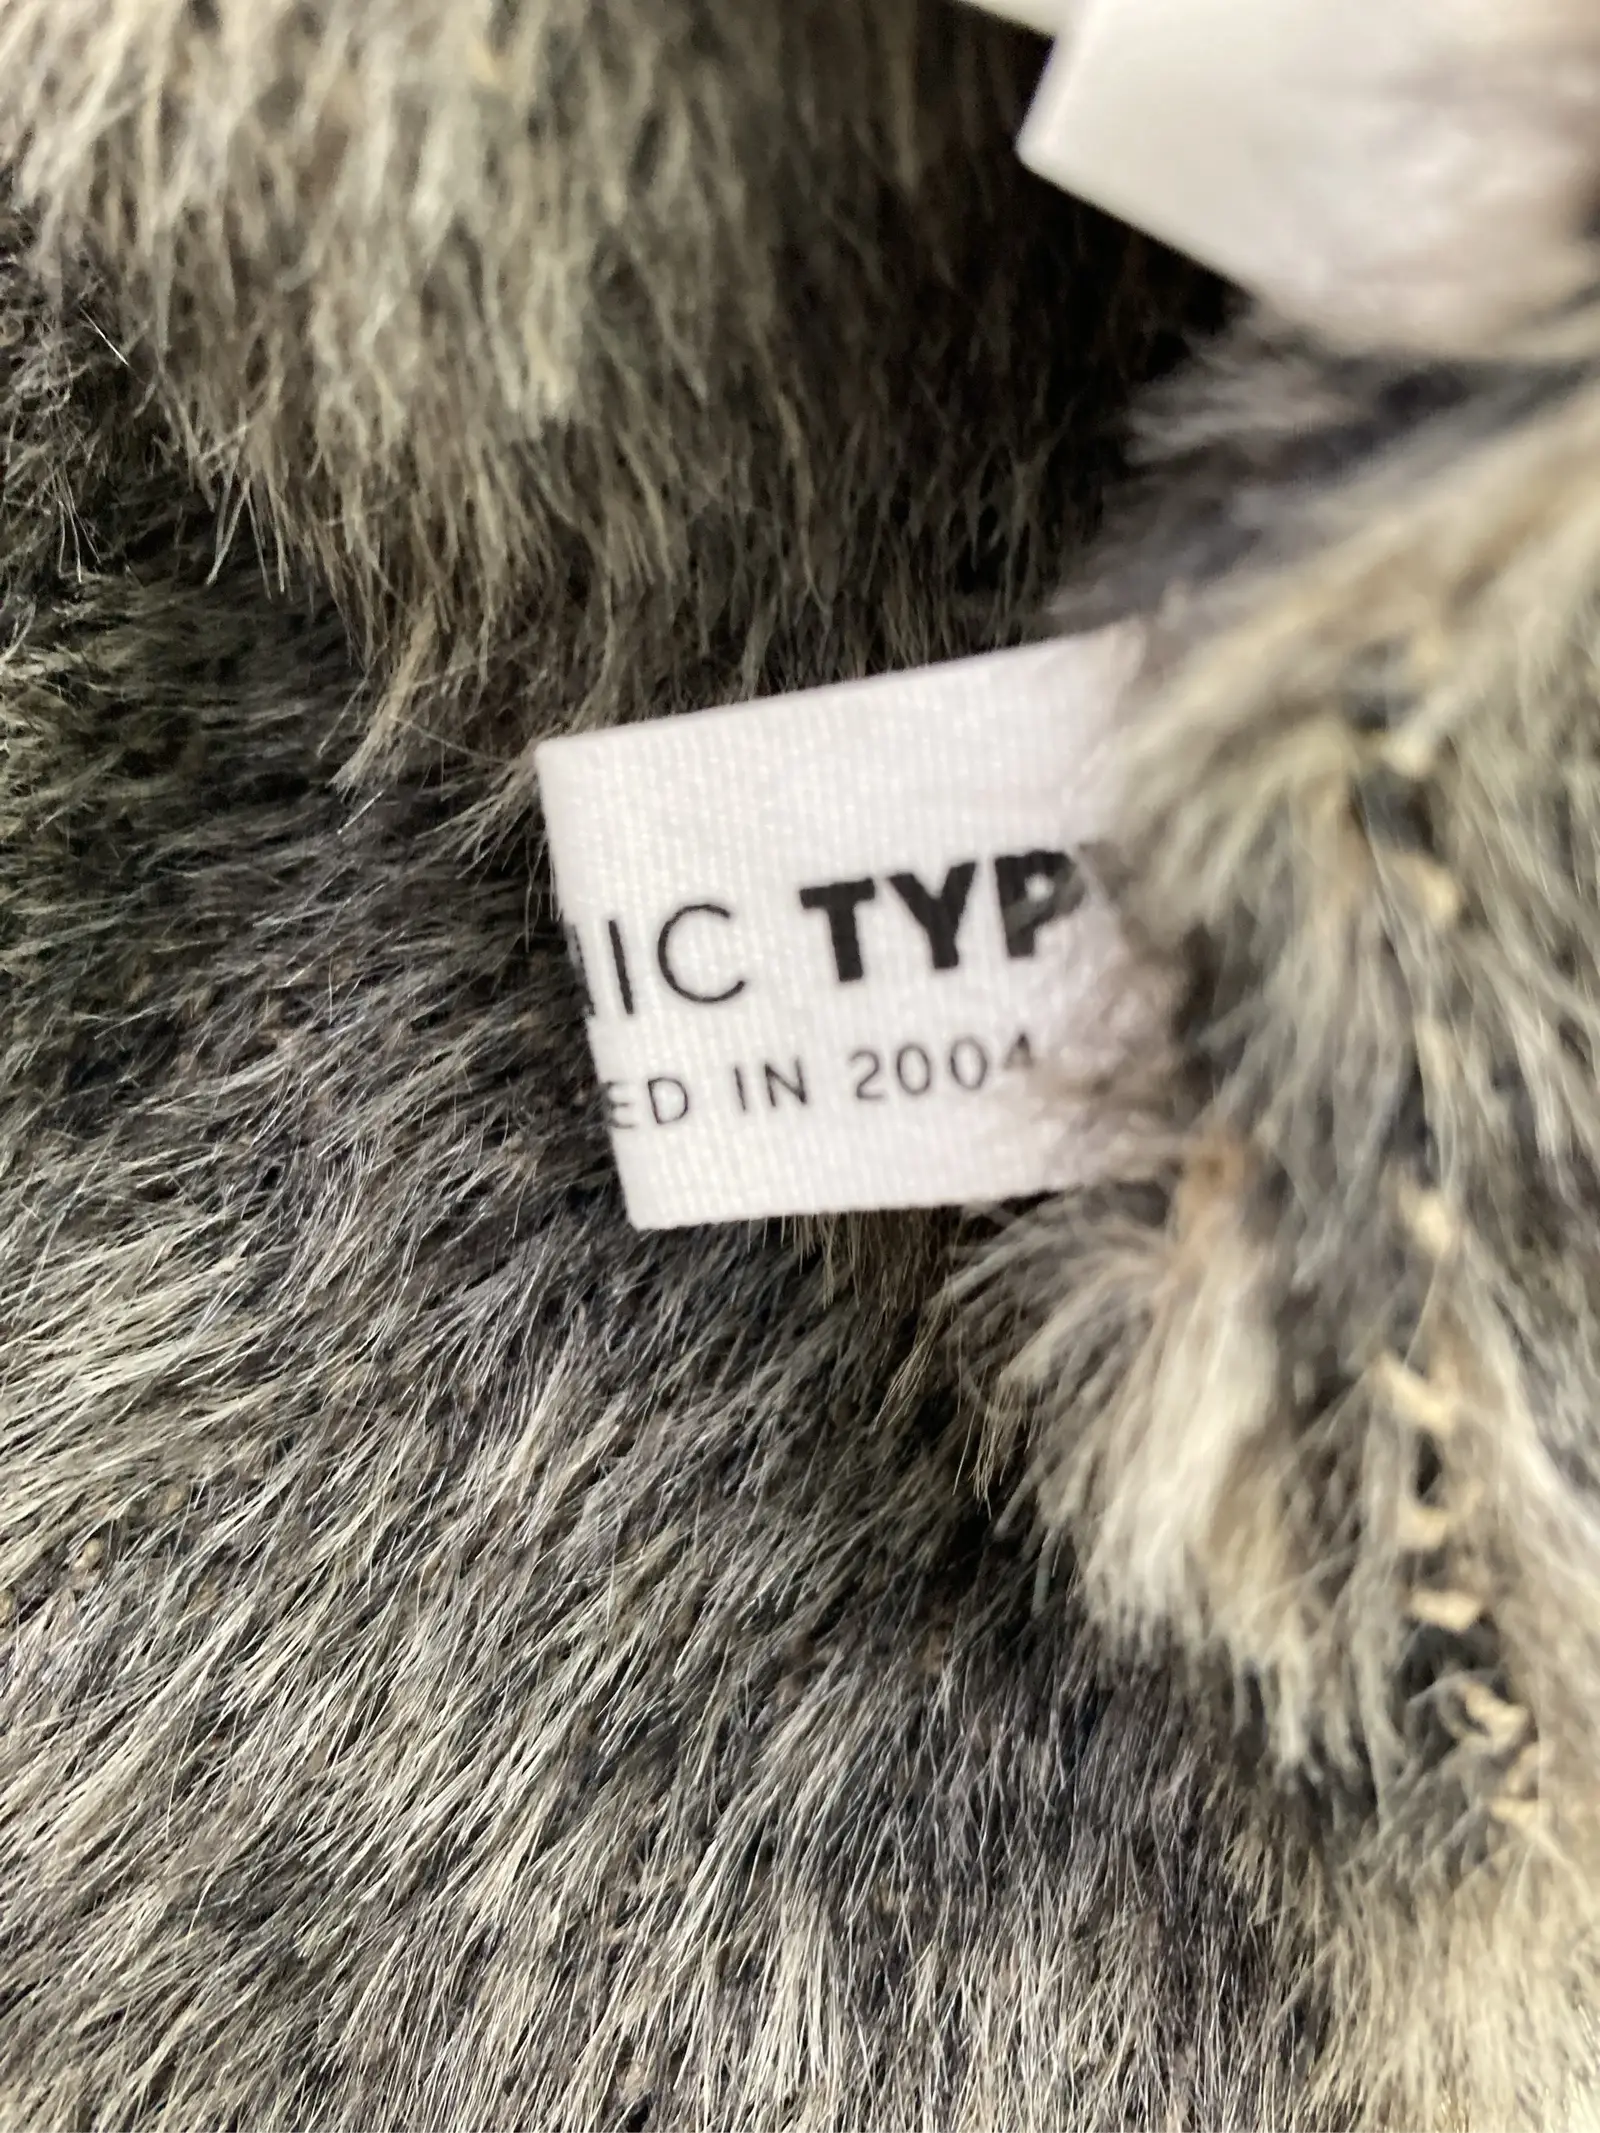 IC TYP
ED IN 2004